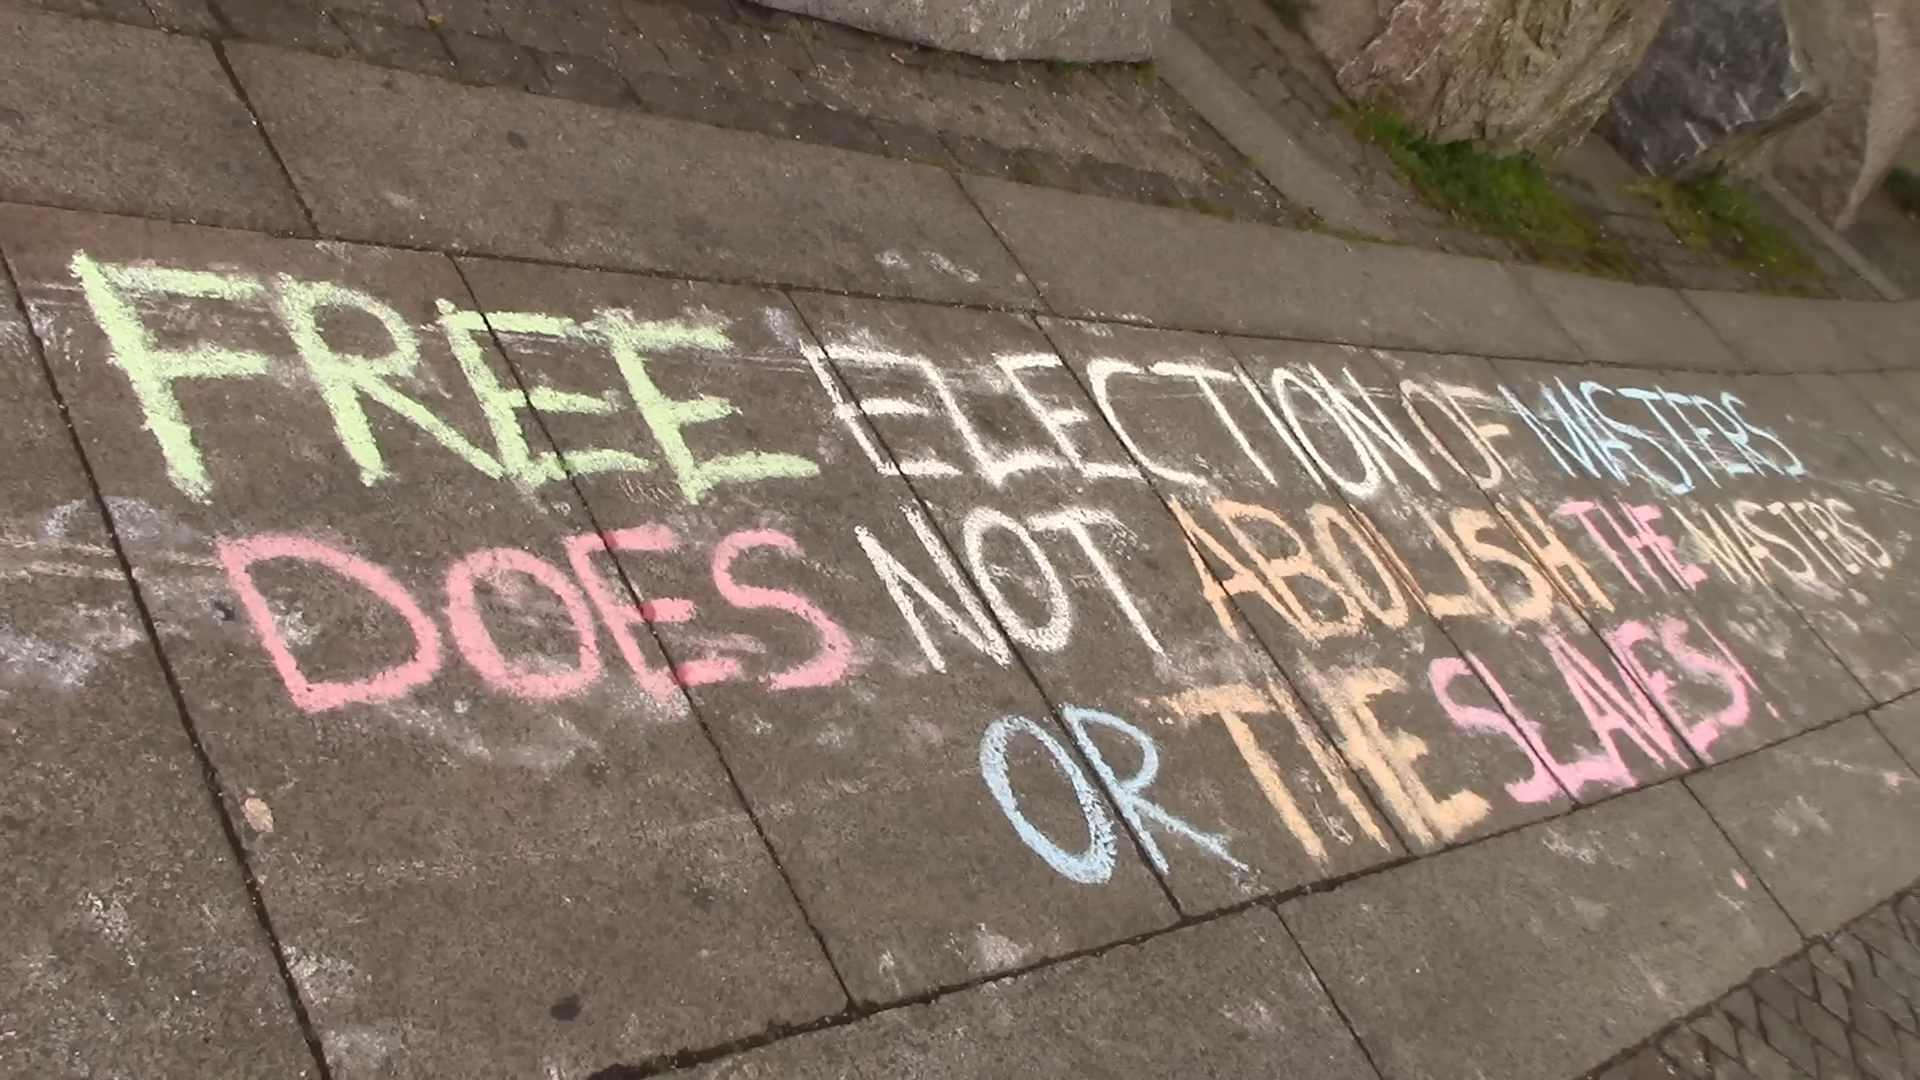 FREE ELECTION OF MASTERS
DOES NOT ABOLISH THE MASTERS
OR THE SLAVES!